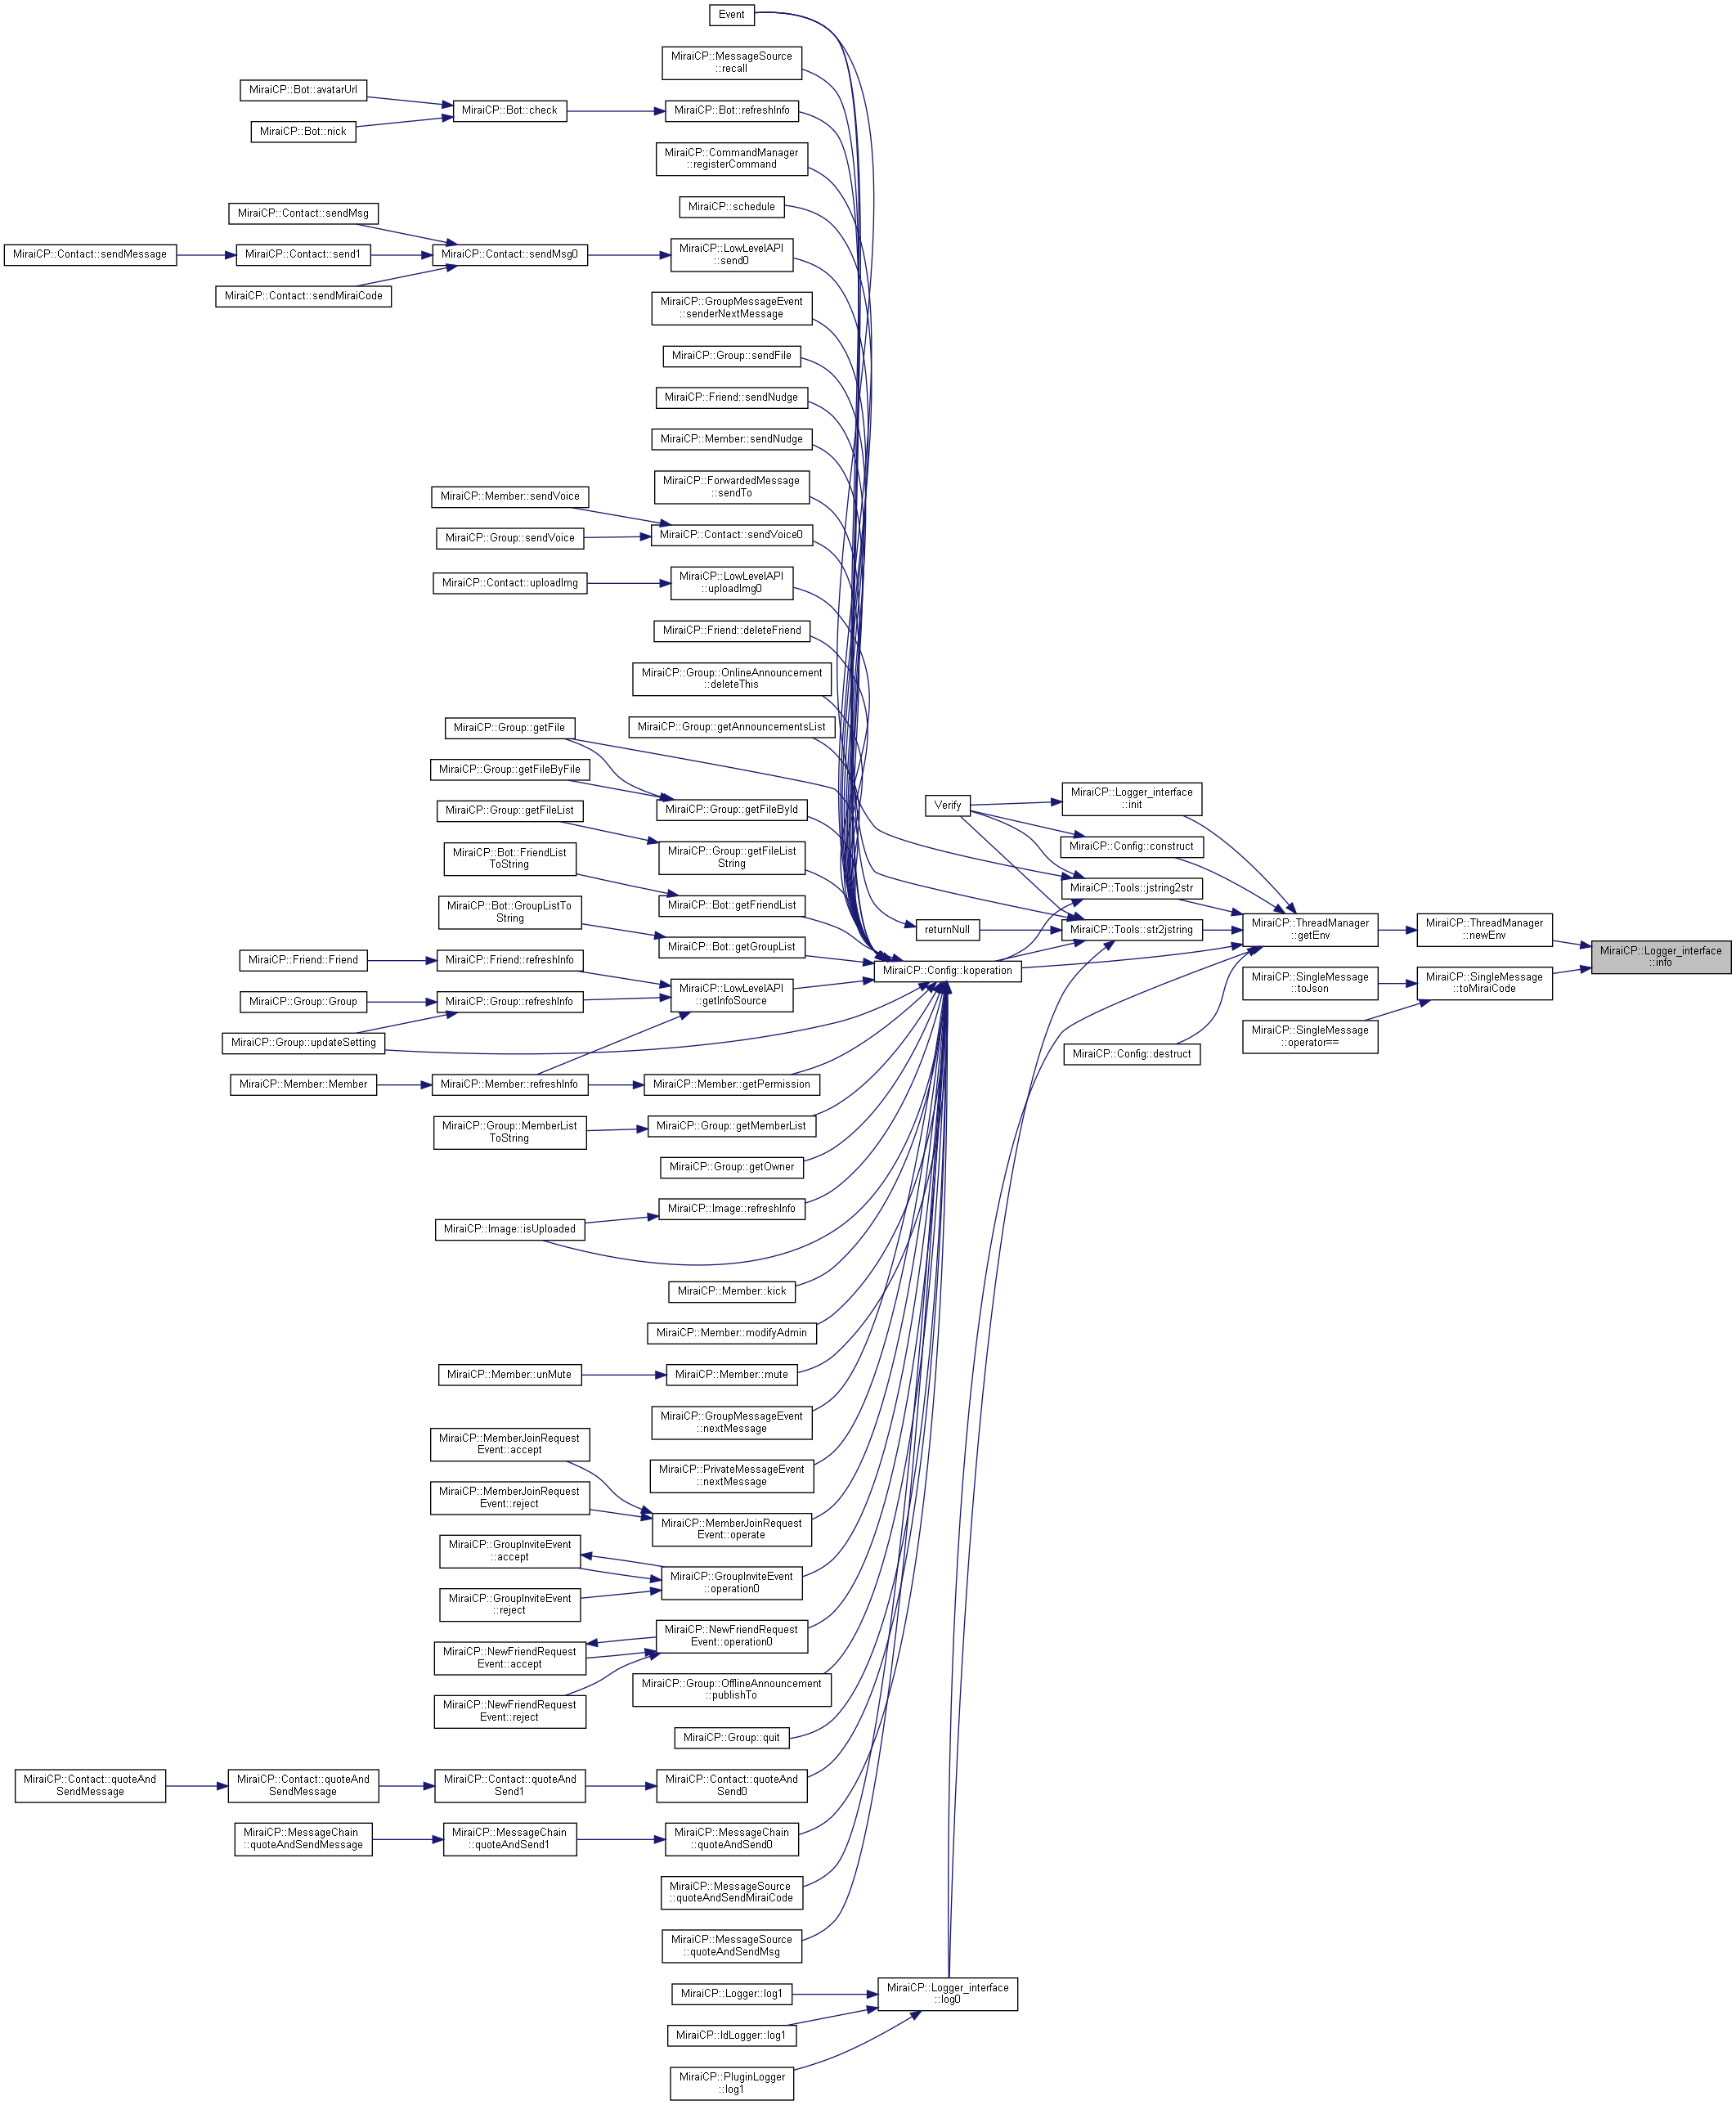 Event
MiraiCP::MessageSource
::recall
MiraiCP::Bot::avatarUrl
MiraiCP::Bot::check
MiraiCP::Bot::refreshInfo
MiraiCP::Bot::nick
MiraiCP::CommandManager
::registerCommand
MiraiCP::schedule
MiraiCP::Contact::sendMsg
MiraiCP::Contact::sendMessage
MiraiCP::Contact::send1
MiraiCP::Contact::sendMsg0
MiraiCP::LowLevelAPI
::send0
MiraiCP::Contact::sendMiraiCode
MiraiCP::GroupMessageEvent
::senderNextMessage
MiraiCP::Group::sendFile
MiraiCP::Friend::sendNudge
MiraiCP::Member::sendNudge
MiraiCP::ForwardedMessage
::sendTo
MiraiCP::Member::sendVoice
MiraiCP::Group::sendVoice
MiraiCP::Contact::sendVoice0
MiraiCP::Contact::uploadImg
MiraiCP::LowLevelAPI
::uploadImg0
MiraiCP::Friend::deleteFriend
MiraiCP::Group::OnlineAnnouncement
::deleteThis
MiraiCP::Group::getFile
MiraiCP::Group::getAnnouncementsList
MiraiCP::Group::getFileByFile
MiraiCP::Group::getFileById
MiraiCP::Group::getFileList
MiraiCP::Group::getFileList
String
MiraiCP::Bot::FriendList
ToString
MiraiCP::Bot::getFriendList
MiraiCP::Bot::GroupListTo
String
MiraiCP::Bot::getGroupList
Verify
MiraiCP::Logger_interface
::init
MiraiCP::Config::construct
MiraiCP::Tools::jstring2str
returnNull
MiraiCP::Tools::str2jstring
MiraiCP::ThreadManager
::getEnv
MiraiCP::ThreadManager
::newEnv
MiraiCP::Logger_interface
::info
MiraiCP::Config::koperation
MiraiCP::SingleMessage
::toJson
MiraiCP::SingleMessage
::toMiraiCode
MiraiCP::SingleMessage
::operator==
MiraiCP::Config::destruct
MiraiCP::Friend::Friend
MiraiCP::Friend::refreshInfo
MiraiCP::LowLevelAPI
::getInfoSource
MiraiCP::Group::Group
MiraiCP::Group::refreshInfo
MiraiCP::Group::updateSetting
MiraiCP::Member::Member
MiraiCP::Member::refreshInfo
MiraiCP::Member::getPermission
MiraiCP::Group::MemberList
ToString
MiraiCP::Group::getMemberList
MiraiCP::Group::getOwner
MiraiCP::Image::isUploaded
MiraiCP::Image::refreshInfo
MiraiCP::Member::kick
MiraiCP::Member::modifyAdmin
MiraiCP::Member::unMute
MiraiCP::Member::mute
MiraiCP::GroupMessageEvent
::nextMessage
MiraiCP::MemberJoinRequest
Event::accept
MiraiCP::PrivateMessageEvent
::nextMessage
MiraiCP::MemberJoinRequest
Event::reject
MiraiCP::MemberJoinRequest
Event::operate
MiraiCP::GroupInviteEvent
::accept
MiraiCP::GroupInviteEvent
::operation0
MiraiCP::GroupInviteEvent
::reject
MiraiCP::NewFriendRequest
Event::operation0
MiraiCP::NewFriendRequest
Event::accept
MiraiCP::NewFriendRequest
Event::reject
MiraiCP::Group::OfflineAnnouncement
::publishTo
MiraiCP::Group::quit
MiraiCP::Contact::quoteAnd
SendMessage
MiraiCP::Contact::quoteAnd
SendMessage
MiraiCP::Contact::quoteAnd
Send1
MiraiCP::Contact::quoteAnd
Send0
MiraiCP::MessageChain
::quoteAndSendMessage
MiraiCP::MessageChain
::quoteAndSend1
MiraiCP::MessageChain
::quoteAndSend0
MiraiCP::MessageSource
::quoteAndSendMiraiCode
MiraiCP::MessageSource
::quoteAndSendMsg
MiraiCP::Logger::log1
MiraiCP::Logger_interface
::log0
MiraiCP::IdLogger::log1
MiraiCP::PluginLogger
::log1